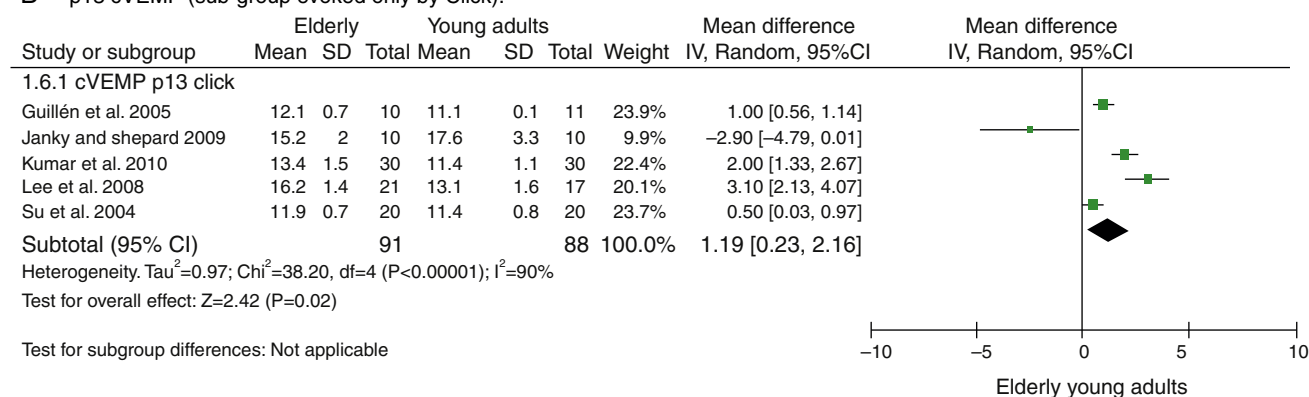 p13 cVEMP (sub-group evoked only by Click).
Elderly Young adults Mean difference Mean difference
Study or subgroup Mean SD Total Mean SD Total Weight IV, Random, 95%CI IV, Random, 95%CI
1.6.1 cVEMP p13 click
Guillén et al. 2005 12.1 0.7 10 11.1 0.1 11 23.9% 1.00 [0.56, 1.14]
Janky and shepard 2009 15.2 2 10 17.6 3.3 10 9.9% −2.90 [−4.79, 0.01]
Kumar et al. 2010 13.4 1.5 30 11.4 1.1 30 22.4% 2.00 [1.33, 2.67]
Lee et al. 2008 16.2 1.4 21 13.1 1.6 17 20.1% 3.10 [2.13, 4.07]
Su et al. 2004 11.9 0.7 20 11.4 0.8 20 23.7% 0.50 [0.03, 0.97]
Subtotal (95% CI) 91 88 100.0% 1.19 [0.23, 2.16]
Heterogeneity. Tau²=0.97; Chi²=38.20, df=4 (P<0.00001); I²=90%
Test for overall effect: Z=2.42 (P=0.02)
Test for subgroup differences: Not applicable
−10 −5 0 5 10
Elderly young adults